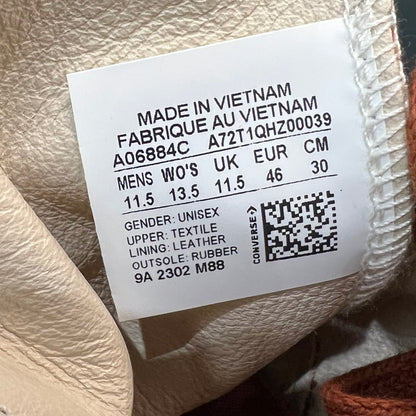 MADE IN VIETNAM
FABRIQUE AU VIETNAM
A06884C A72T1QHZ00039
MENS WO'S UK EUR CM
11.5 13.5 11.5 46 30
GENDER: UNISEX
UPPER: TEXTILE
LINING: LEATHER
OUTSOLE: RUBBER
9A 2302 M88
CONVERSE